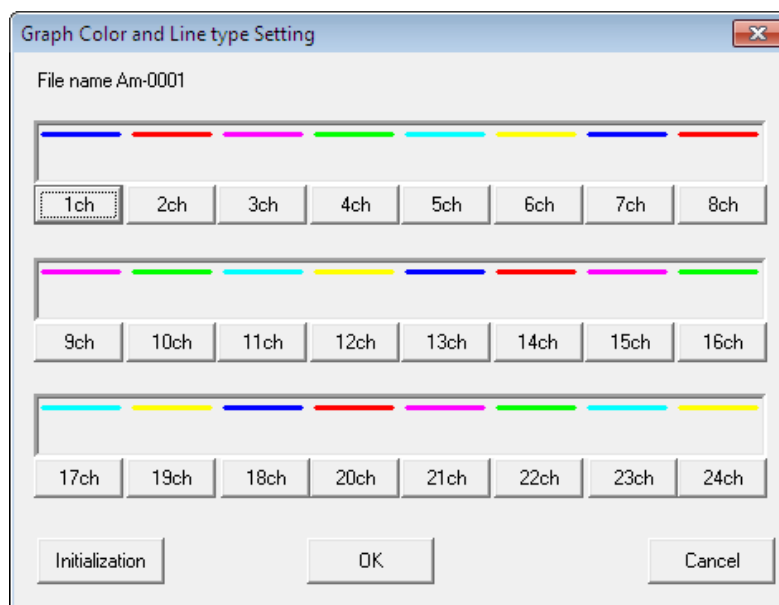 Graph Color and Line type Setting
File name Am-0001
1ch 2ch 3ch 4ch 5ch 6ch 7ch 8ch
9ch 10ch 11ch 12ch 13ch 14ch 15ch 16ch
17ch 19ch 18ch 20ch 21ch 22ch 23ch 24ch
Initialization OK Cancel